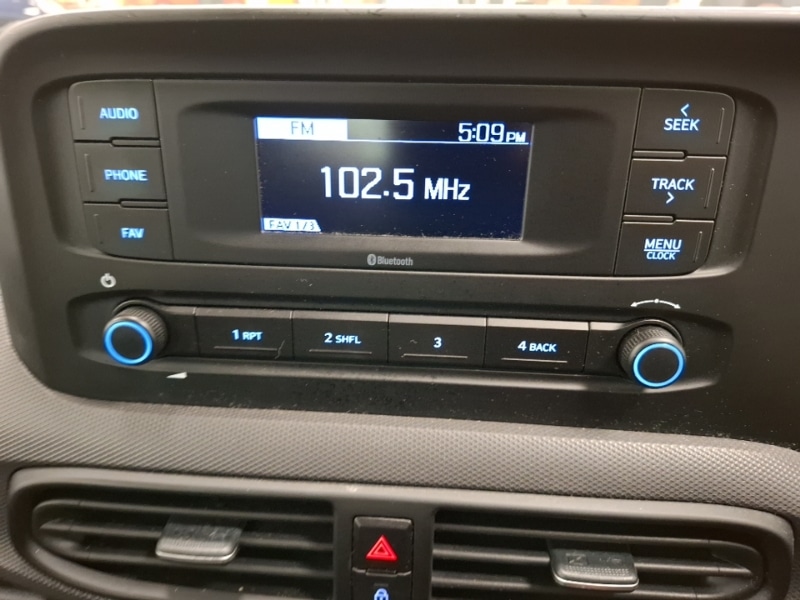 AUDIO
PHONE
FAV
FM 5:09PM
102.5 MHz
FAV 1/3
Bluetooth
< SEEK
TRACK >
MENU
CLOCK
1 RPT
2 SHFL
3
4 BACK